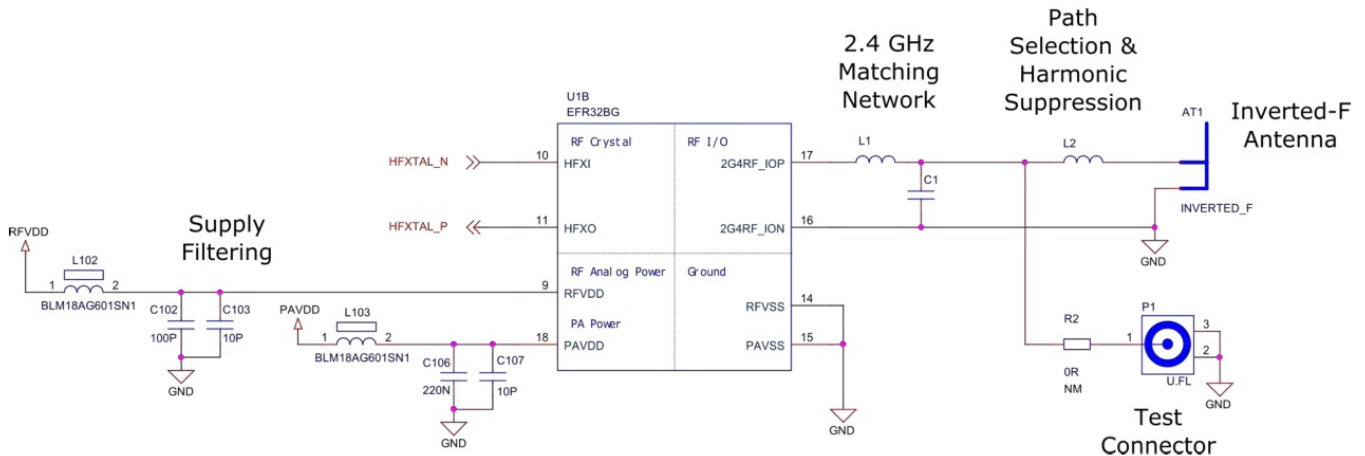 Path
Selection &
Harmonic
Suppression
2.4 GHz
Matching
Network
Inverted-F
Antenna
AT1
INVERTED_F
U1B
EFR32BG
RF Crystal
RF I/O
HFXTAL_N
10
HFXI
2G4RF_IOP
17
L1
C1
L2
HFXTAL_P
11
HFXO
2G4RF_ION
16
GND
Supply
Filtering
RFVDD
L102
1
2
BLM18AG601SN1
C102
100P
C103
10P
GND
RF Analog Power
Ground
9
RFVDD
RFVSS
14
PAVDD
L103
1
2
BLM18AG601SN1
PA Power
18
PAVDD
PAVSS
15
C106
220N
C107
10P
GND
GND
R2
0R
NM
P1
1
3
2
U.FL
GND
Test
Connector